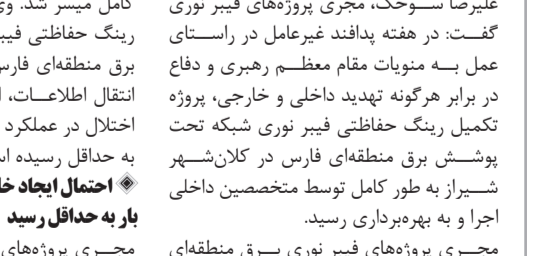 علیرضا سوحک، مجری پروژه‌های فیبر نوری
گفت: در هفته پدافند غیرعامل در راستای
عمل به منویات مقام معظم رهبری و دفاع
در برابر هرگونه تهدید داخلی و خارجی، پروژه
تکمیل رینگ حفاظتی فیبر نوری شبکه تحت
پوشش برق منطقه‌ای فارس در کلان‌شهر
شیراز به طور کامل توسط متخصصین داخلی
اجرا و به بهره‌برداری رسید.
مجری پروژه‌های فیبر نوری برق منطقه‌ای
کامل میسر شد. وی
رینگ حفاظتی فیبر
برق منطقه‌ای فارس
انتقال اطلاعات،
اختلال در عملکرد
به حداقل رسیده
احتمال ایجاد
بار به حداقل رسید
مجری پروژه‌های